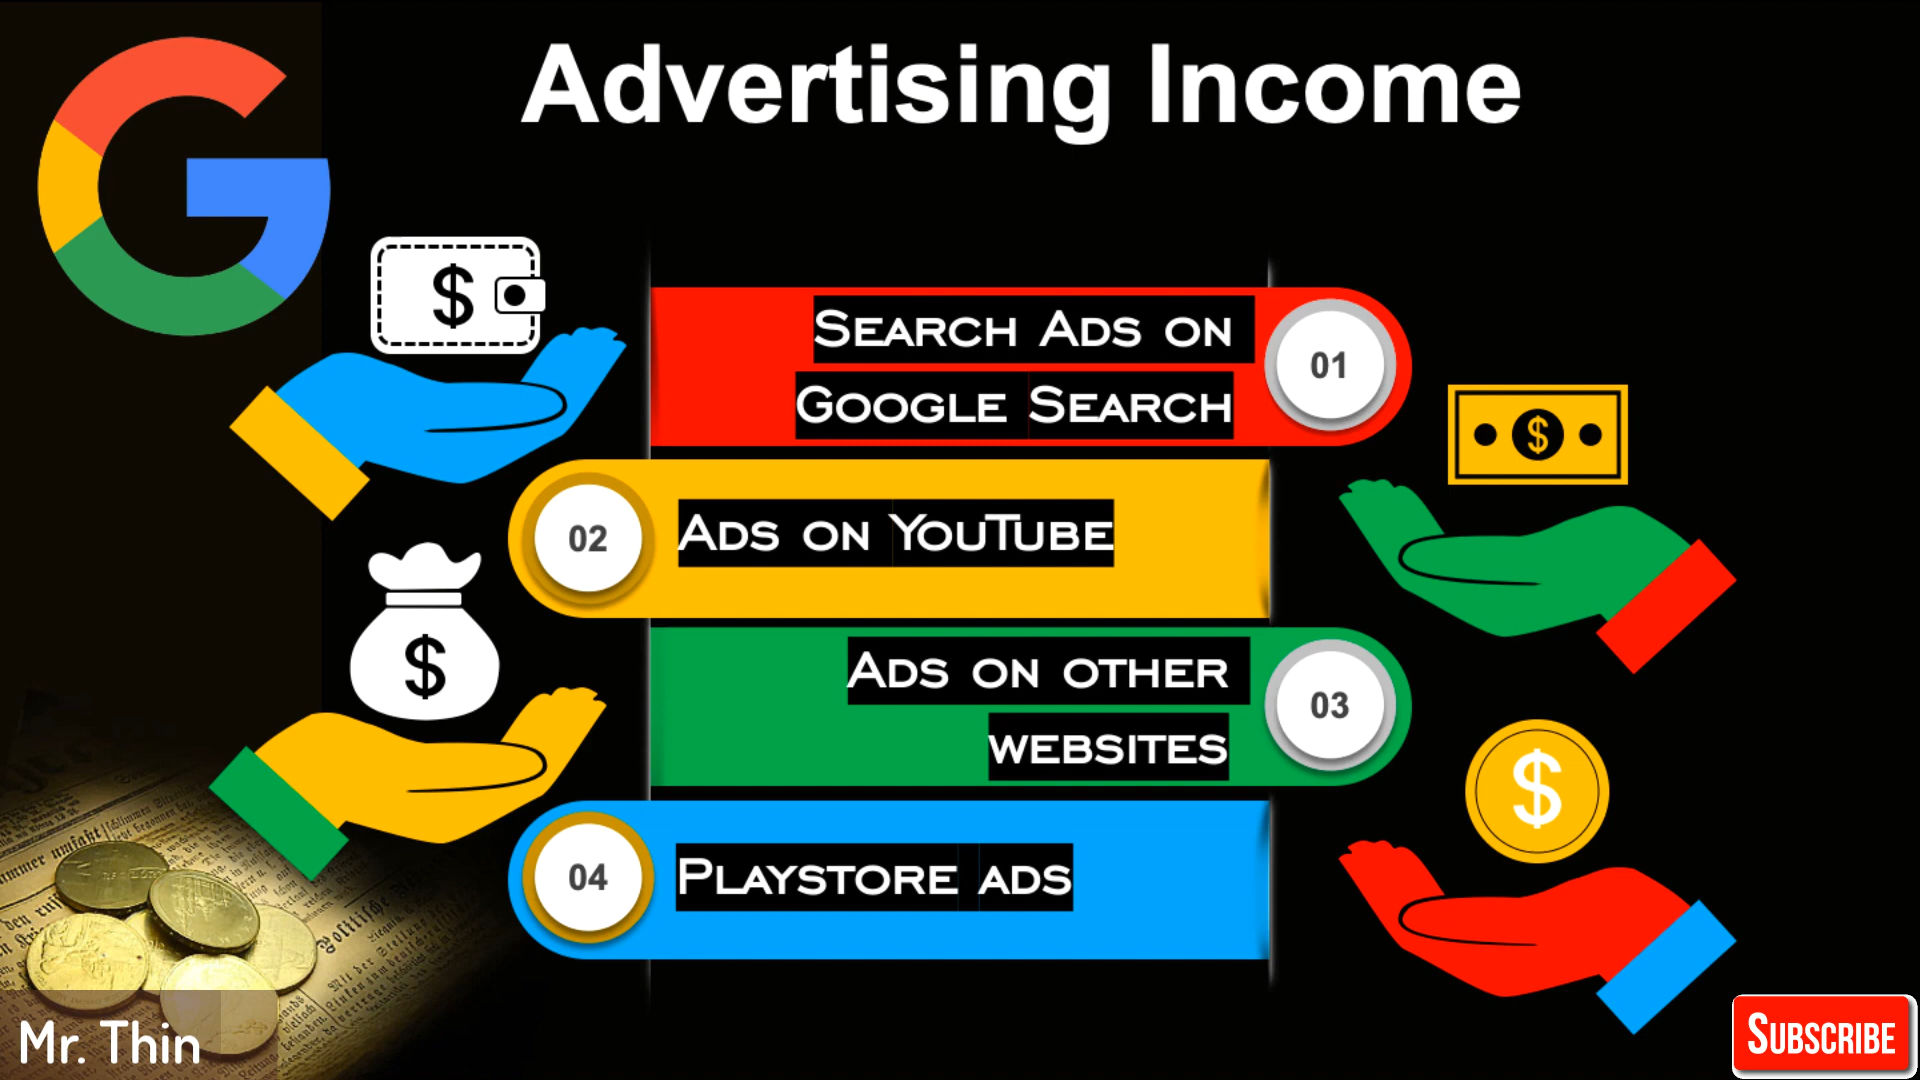 Advertising Income
$
Search Ads on
Google Search
01
$
02
Ads on YouTube
$
Ads on other
websites
03
$
04
Playstore ads
Mr. Thin
Subscribe